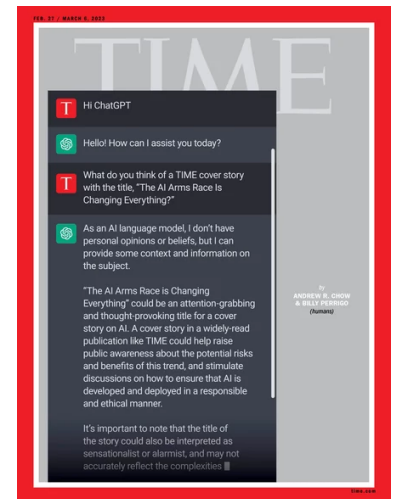 FEB. 27 / MARCH 6, 2023
TIME
T
Hi ChatGPT
Hello! How can I assist you today?
T
What do you think of a TIME cover story
with the title, “The AI Arms Race Is
Changing Everything?”
As an AI language model, I don't have
personal opinions or beliefs, but I can
provide some context and information on
the subject.
“The AI Arms Race is Changing
Everything” could be an attention-grabbing
and thought-provoking title for a cover
story on AI. A cover story in a widely-read
publication like TIME could help raise
public awareness about the potential risks
and benefits of this trend, and stimulate
discussions on how to ensure that AI is
developed and deployed in a responsible
and ethical manner.
It's important to note that the title of
the story could also be interpreted as
sensationalist or alarmist, and may not
accurately reflect the complexities
by
ANDREW R. CHOW
& BILLY PERRIGO
(humans)
time.com